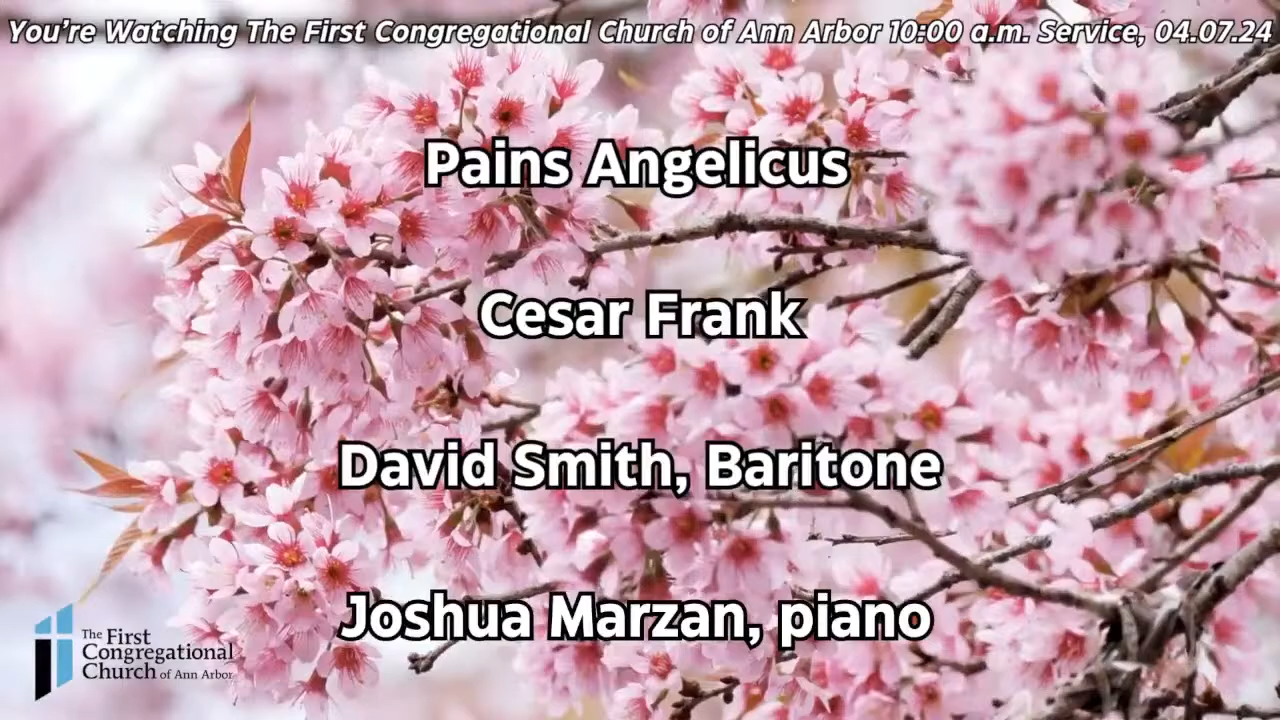 You're Watching The First Congregational Church of Ann Arbor 10:00 a.m. Service, 04.07.24
Pains Angelicus
Cesar Frank
David Smith, Baritone
Joshua Marzan, piano
The First
Congregational
Church of Ann Arbor